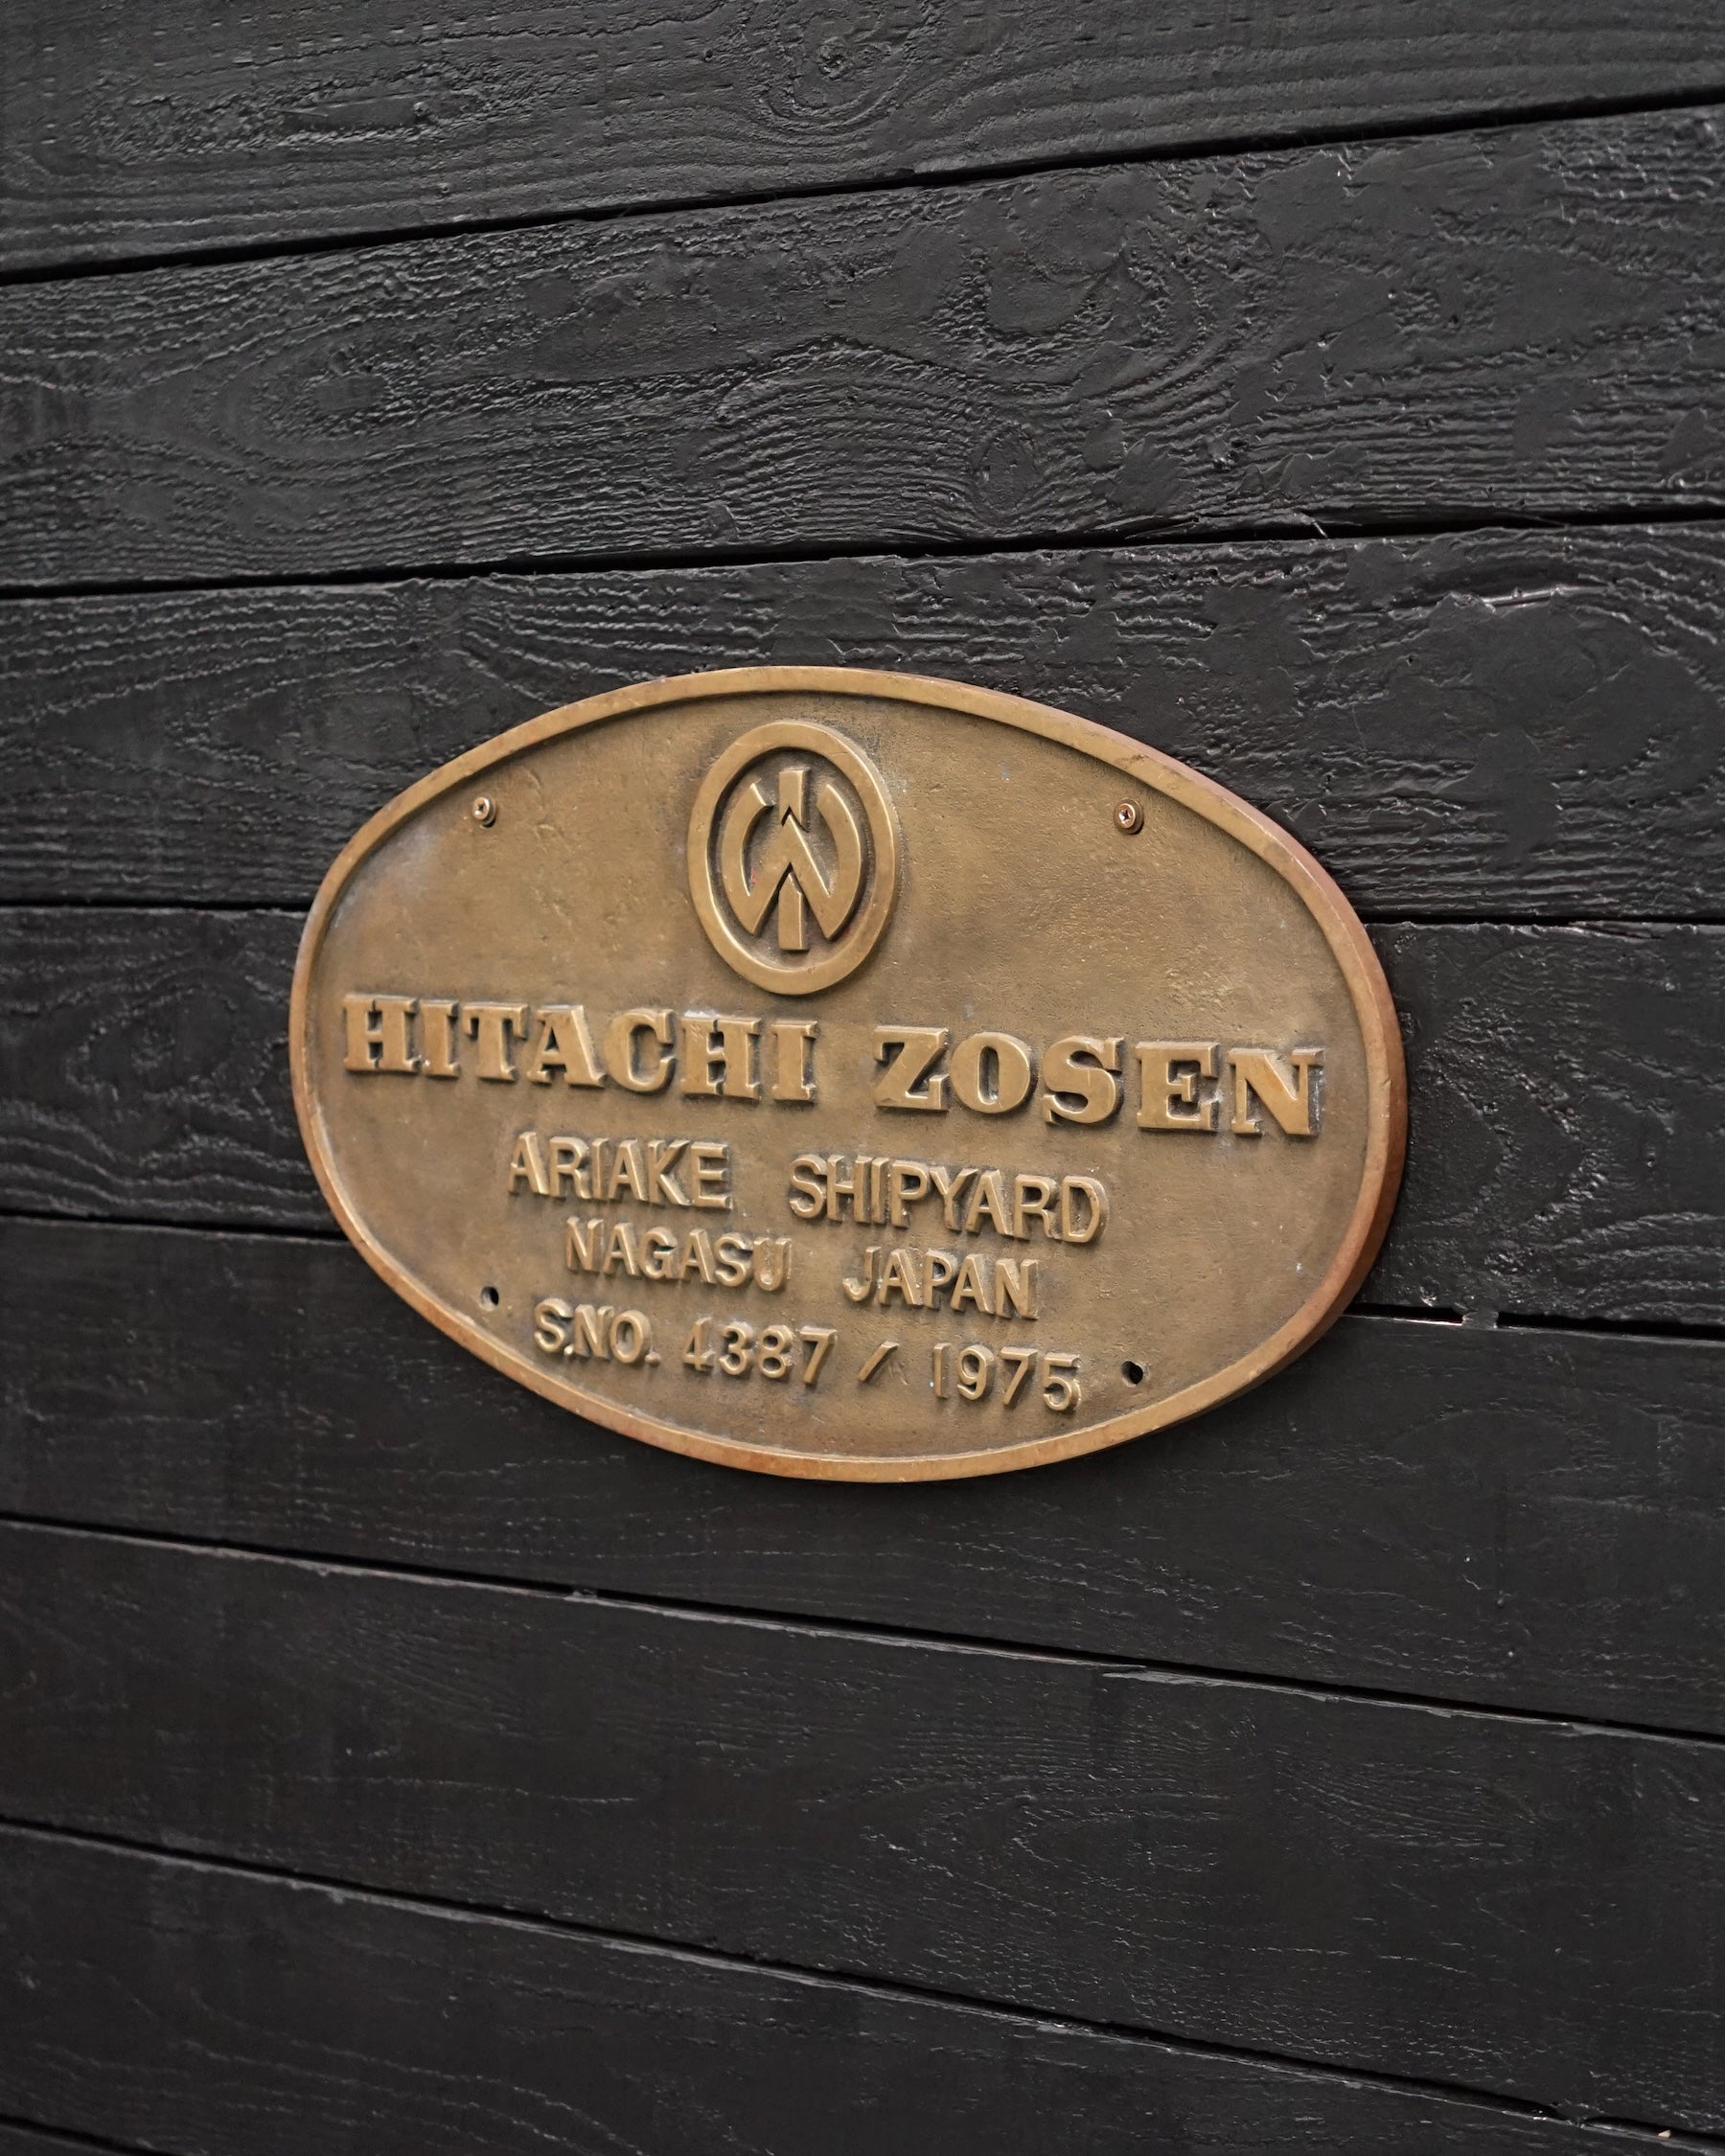 HITACHI ZOSEN
ARIAKE SHIPYARD
NAGASU JAPAN
S.NO. 4387 / 1975